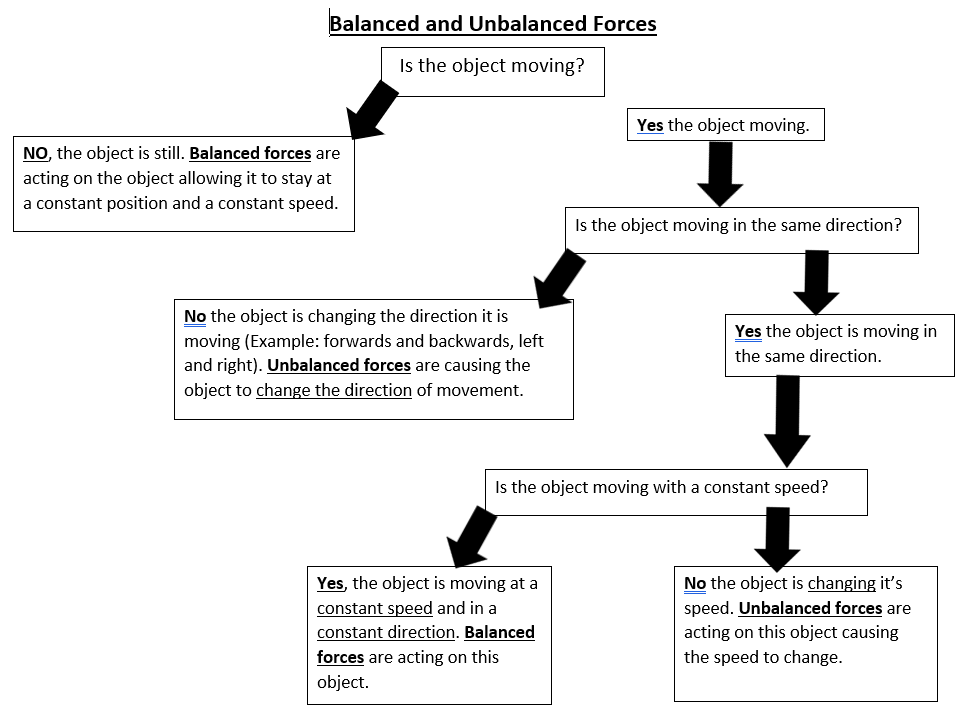 Balanced and Unbalanced Forces
Is the object moving?
Yes the object moving.
NO, the object is still. Balanced forces are
acting on the object allowing it to stay at
a constant position and a constant speed.
Is the object moving in the same direction?
No the object is changing the direction it is
moving (Example: forwards and backwards, left
and right). Unbalanced forces are causing the
object to change the direction of movement.
Yes the object is moving in
the same direction.
Is the object moving with a constant speed?
Yes, the object is moving at a
constant speed and in a
constant direction. Balanced
forces are acting on this
object.
No the object is changing it's
speed. Unbalanced forces are
acting on this object causing
the speed to change.